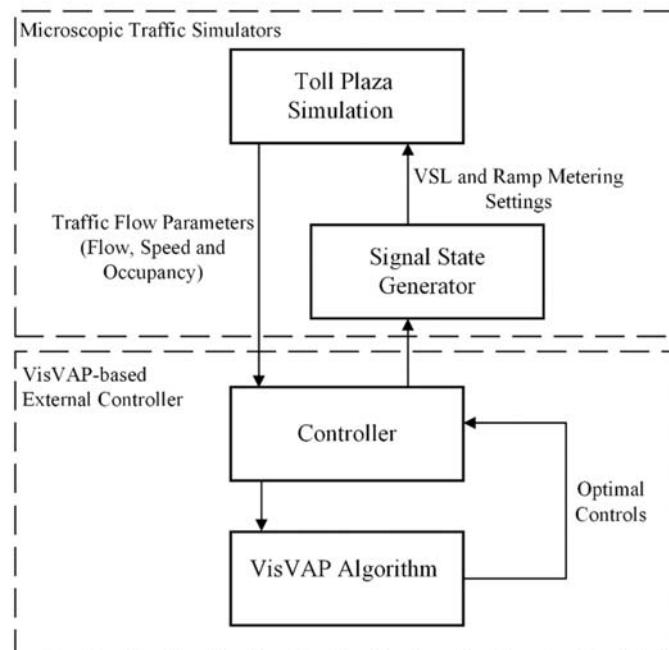 Microscopic Traffic Simulators
Toll Plaza
Simulation
VSL and Ramp Metering
Settings
Traffic Flow Parameters
(Flow, Speed and
Occupancy)
Signal State
Generator
VisVAP-based
External Controller
Controller
Optimal
Controls
VisVAP Algorithm